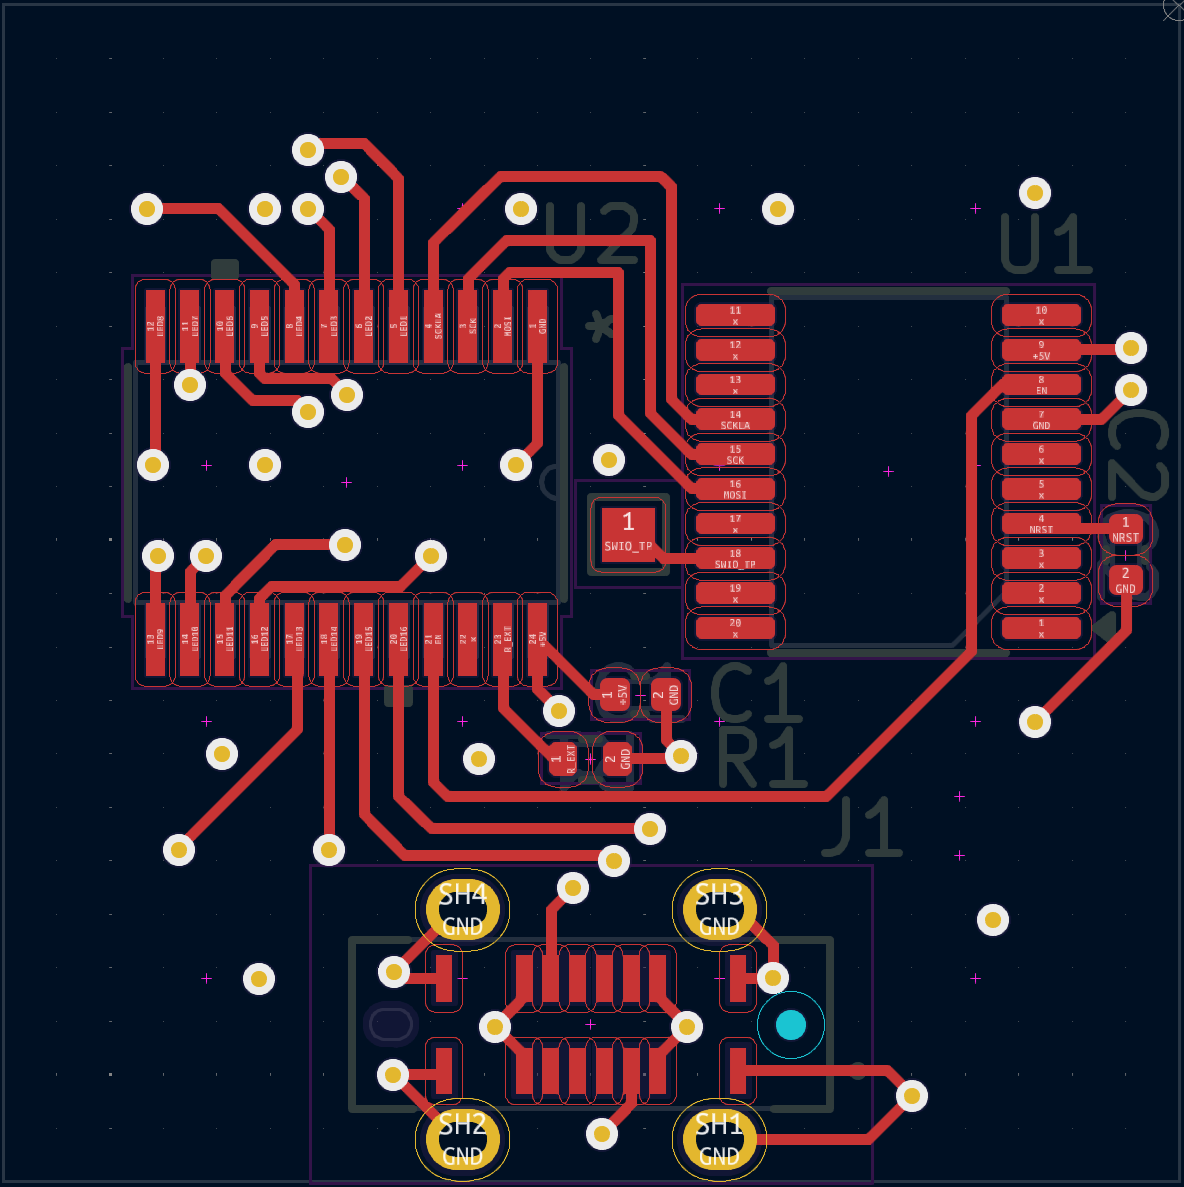 U2
U1
12 LED8
11 LED7
10 LED6
9 LED5
8 LED4
7 LED3
6 LED2
5 LED1
4 SCKLA
3 SCK
2 MOSI
1 GND
*
11
x
12
x
13
x
14
SCKLA
15
SCK
16
MOSI
17
x
18
SWIO_TP
19
x
20
x
10
x
9
+5V
8
EN
7
GND
6
x
5
x
4
NRST
3
x
2
x
1
x
C2
1
NRST
2
GND
1
SWIO_TP
13 LED9
14 LED10
15 LED11
16 LED12
17 LED13
18 LED14
19 LED15
20 LED16
21 EN
22 x
23 R_EXT
24 +5V
1
+5V
2
GND
C1
1
R_EXT
2
GND
R1
J1
SH4
GND
SH3
GND
SH2
GND
SH1
GND